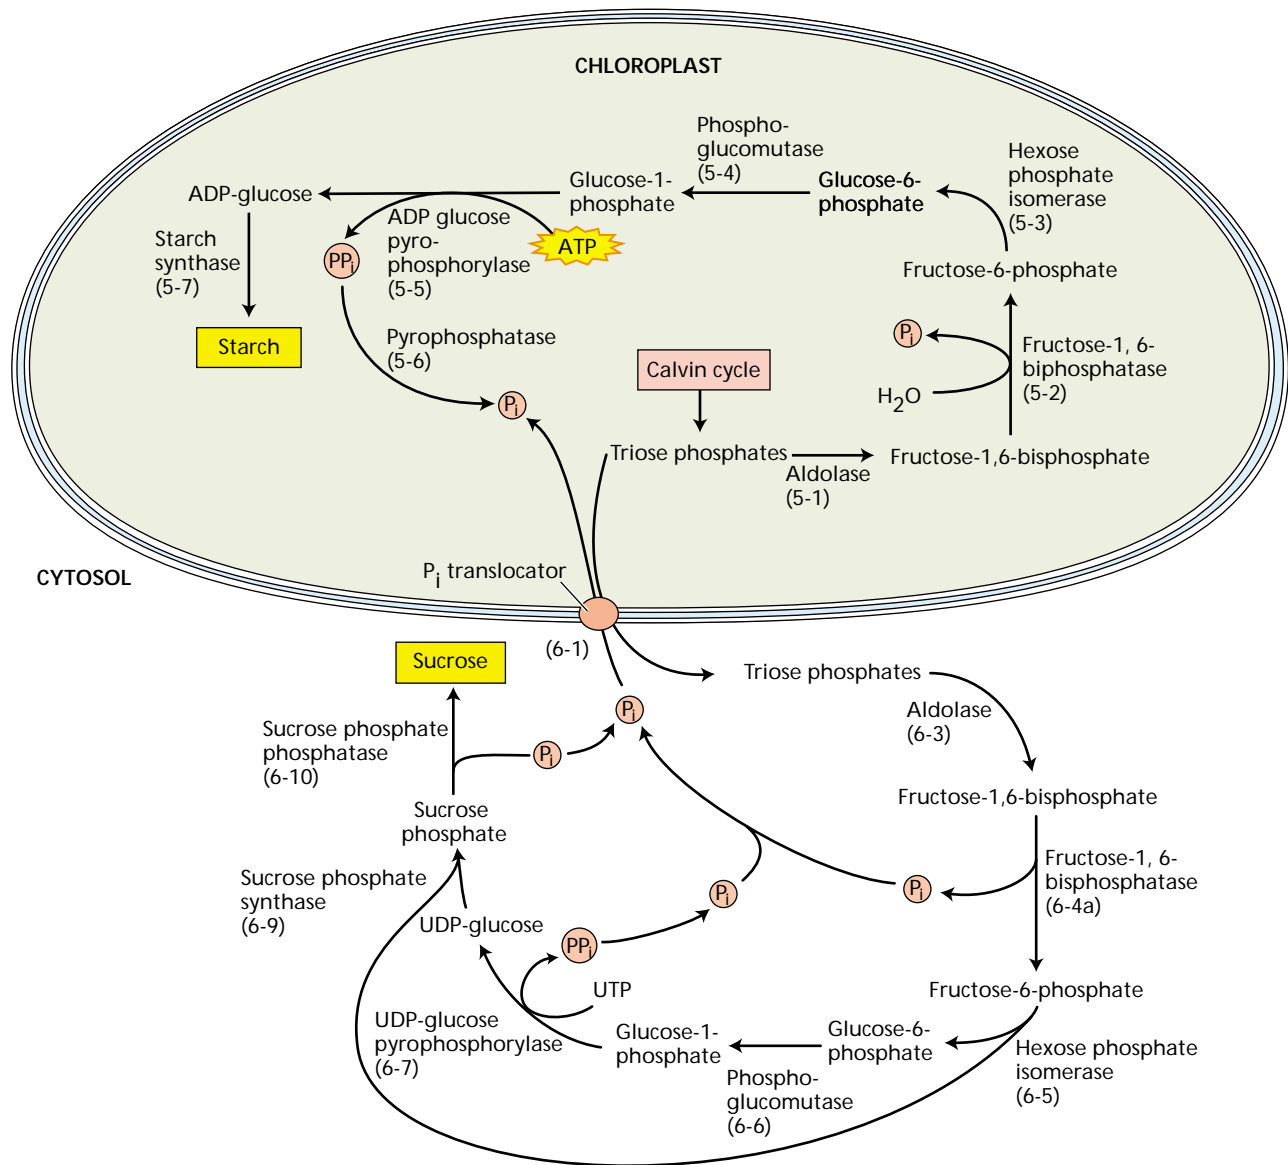 CHLOROPLAST
Phospho-
glucomutase
(5-4)
Hexose
phosphate
isomerase
(5-3)
ADP-glucose
Glucose-1-
phosphate
Glucose-6-
phosphate
ADP glucose
pyro-
phosphorylase
(5-5)
ATP
Starch
synthase
(5-7)
PPi
Fructose-6-phosphate
Starch
Pyrophosphatase
(5-6)
Pi
Fructose-1, 6-
biphosphatase
(5-2)
Calvin cycle
H2O
Pi
Triose phosphates
Aldolase
(5-1)
Fructose-1,6-bisphosphate
CYTOSOL
Pi translocator
(6-1)
Sucrose
Triose phosphates
Pi
Aldolase
(6-3)
Sucrose phosphate
phosphatase
(6-10)
Pi
Fructose-1,6-bisphosphate
Sucrose
phosphate
Fructose-1, 6-
bisphosphatase
(6-4a)
Sucrose phosphate
synthase
(6-9)
Pi
Pi
UDP-glucose
PPi
UTP
Fructose-6-phosphate
UDP-glucose
pyrophosphorylase
(6-7)
Glucose-1-
phosphate
Glucose-6-
phosphate
Hexose phosphate
isomerase
(6-5)
Phospho-
glucomutase
(6-6)